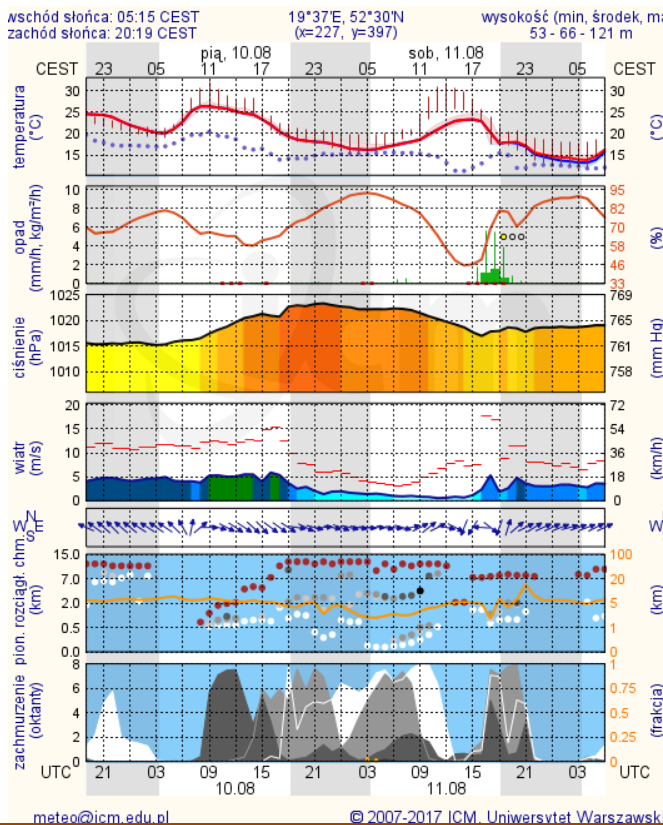 wschód słońca: 05:15 CEST 19°37'E, 52°30'N wysokość (min, środek, ma
zachód słońca: 20:19 CEST (x=227, y=397) 53 - 66 - 121 m
pią, 10.08 sob, 11.08
CEST 23 05 11 17 23 05 11 17 23 05 CEST
temperatura (°C)
30 30
25 25
20 20
15 15
opad (mm/h, kg/m²/h)
10 95
8 82
6 70
4 58
2 46
0 33
(%)
ciśnienie (hPa)
1025 769
1020 765
1015 761
1010 758
(mm Hg)
wiatr (m/s)
20 72
15 54
10 36
5 18
0 0
(km/h)
N
W E W
S
pion. rozciągł. chm. (km)
15.0 100
7.0 20
2.0 5
0.5 1
0.0 0
(km)
zachmurzenie (oktanty)
8 1
6 0.75
4 0.5
2 0.25
0 0
(frakcja)
UTC 21 03 09 15 21 03 09 15 21 03 UTC
10.08 11.08
meteo@icm.edu.pl © 2007-2017 ICM, Uniwersytet Warszawsk